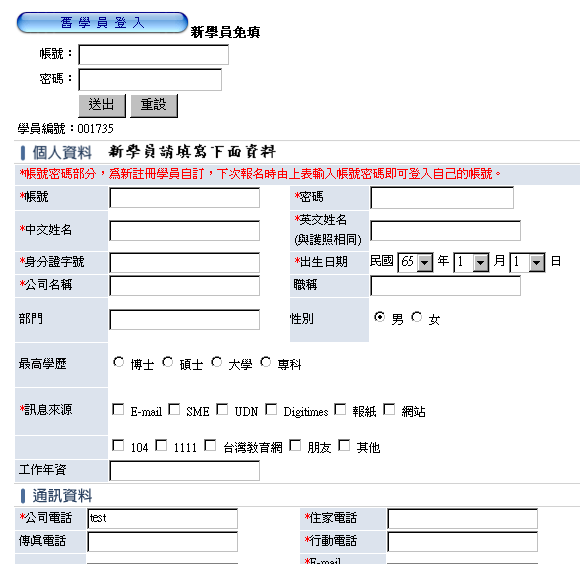 舊 學 員 登 入 新學員免填
帳號：
密碼：
送出 重設
學員編號：001735
個人資料 新學員請填寫下面資料
*帳號密碼部分，為新註冊學員自訂，下次報名時由上表輸入帳號密碼即可登入自己的帳號。
*帳號 *密碼
*中文姓名 *英文姓名
(與護照相同)
*身分證字號 *出生日期 民國 65 年 1 月 1 日
*公司名稱 職稱
部門 性別 男 女
最高學歷 博士 碩士 大學 專科
*訊息來源 E-mail SME UDN Digitimes 報紙 網站
104 1111 台灣教育網 朋友 其他
工作年資
通訊資料
*公司電話 test *住家電話
傳真電話 *行動電話
*E-mail